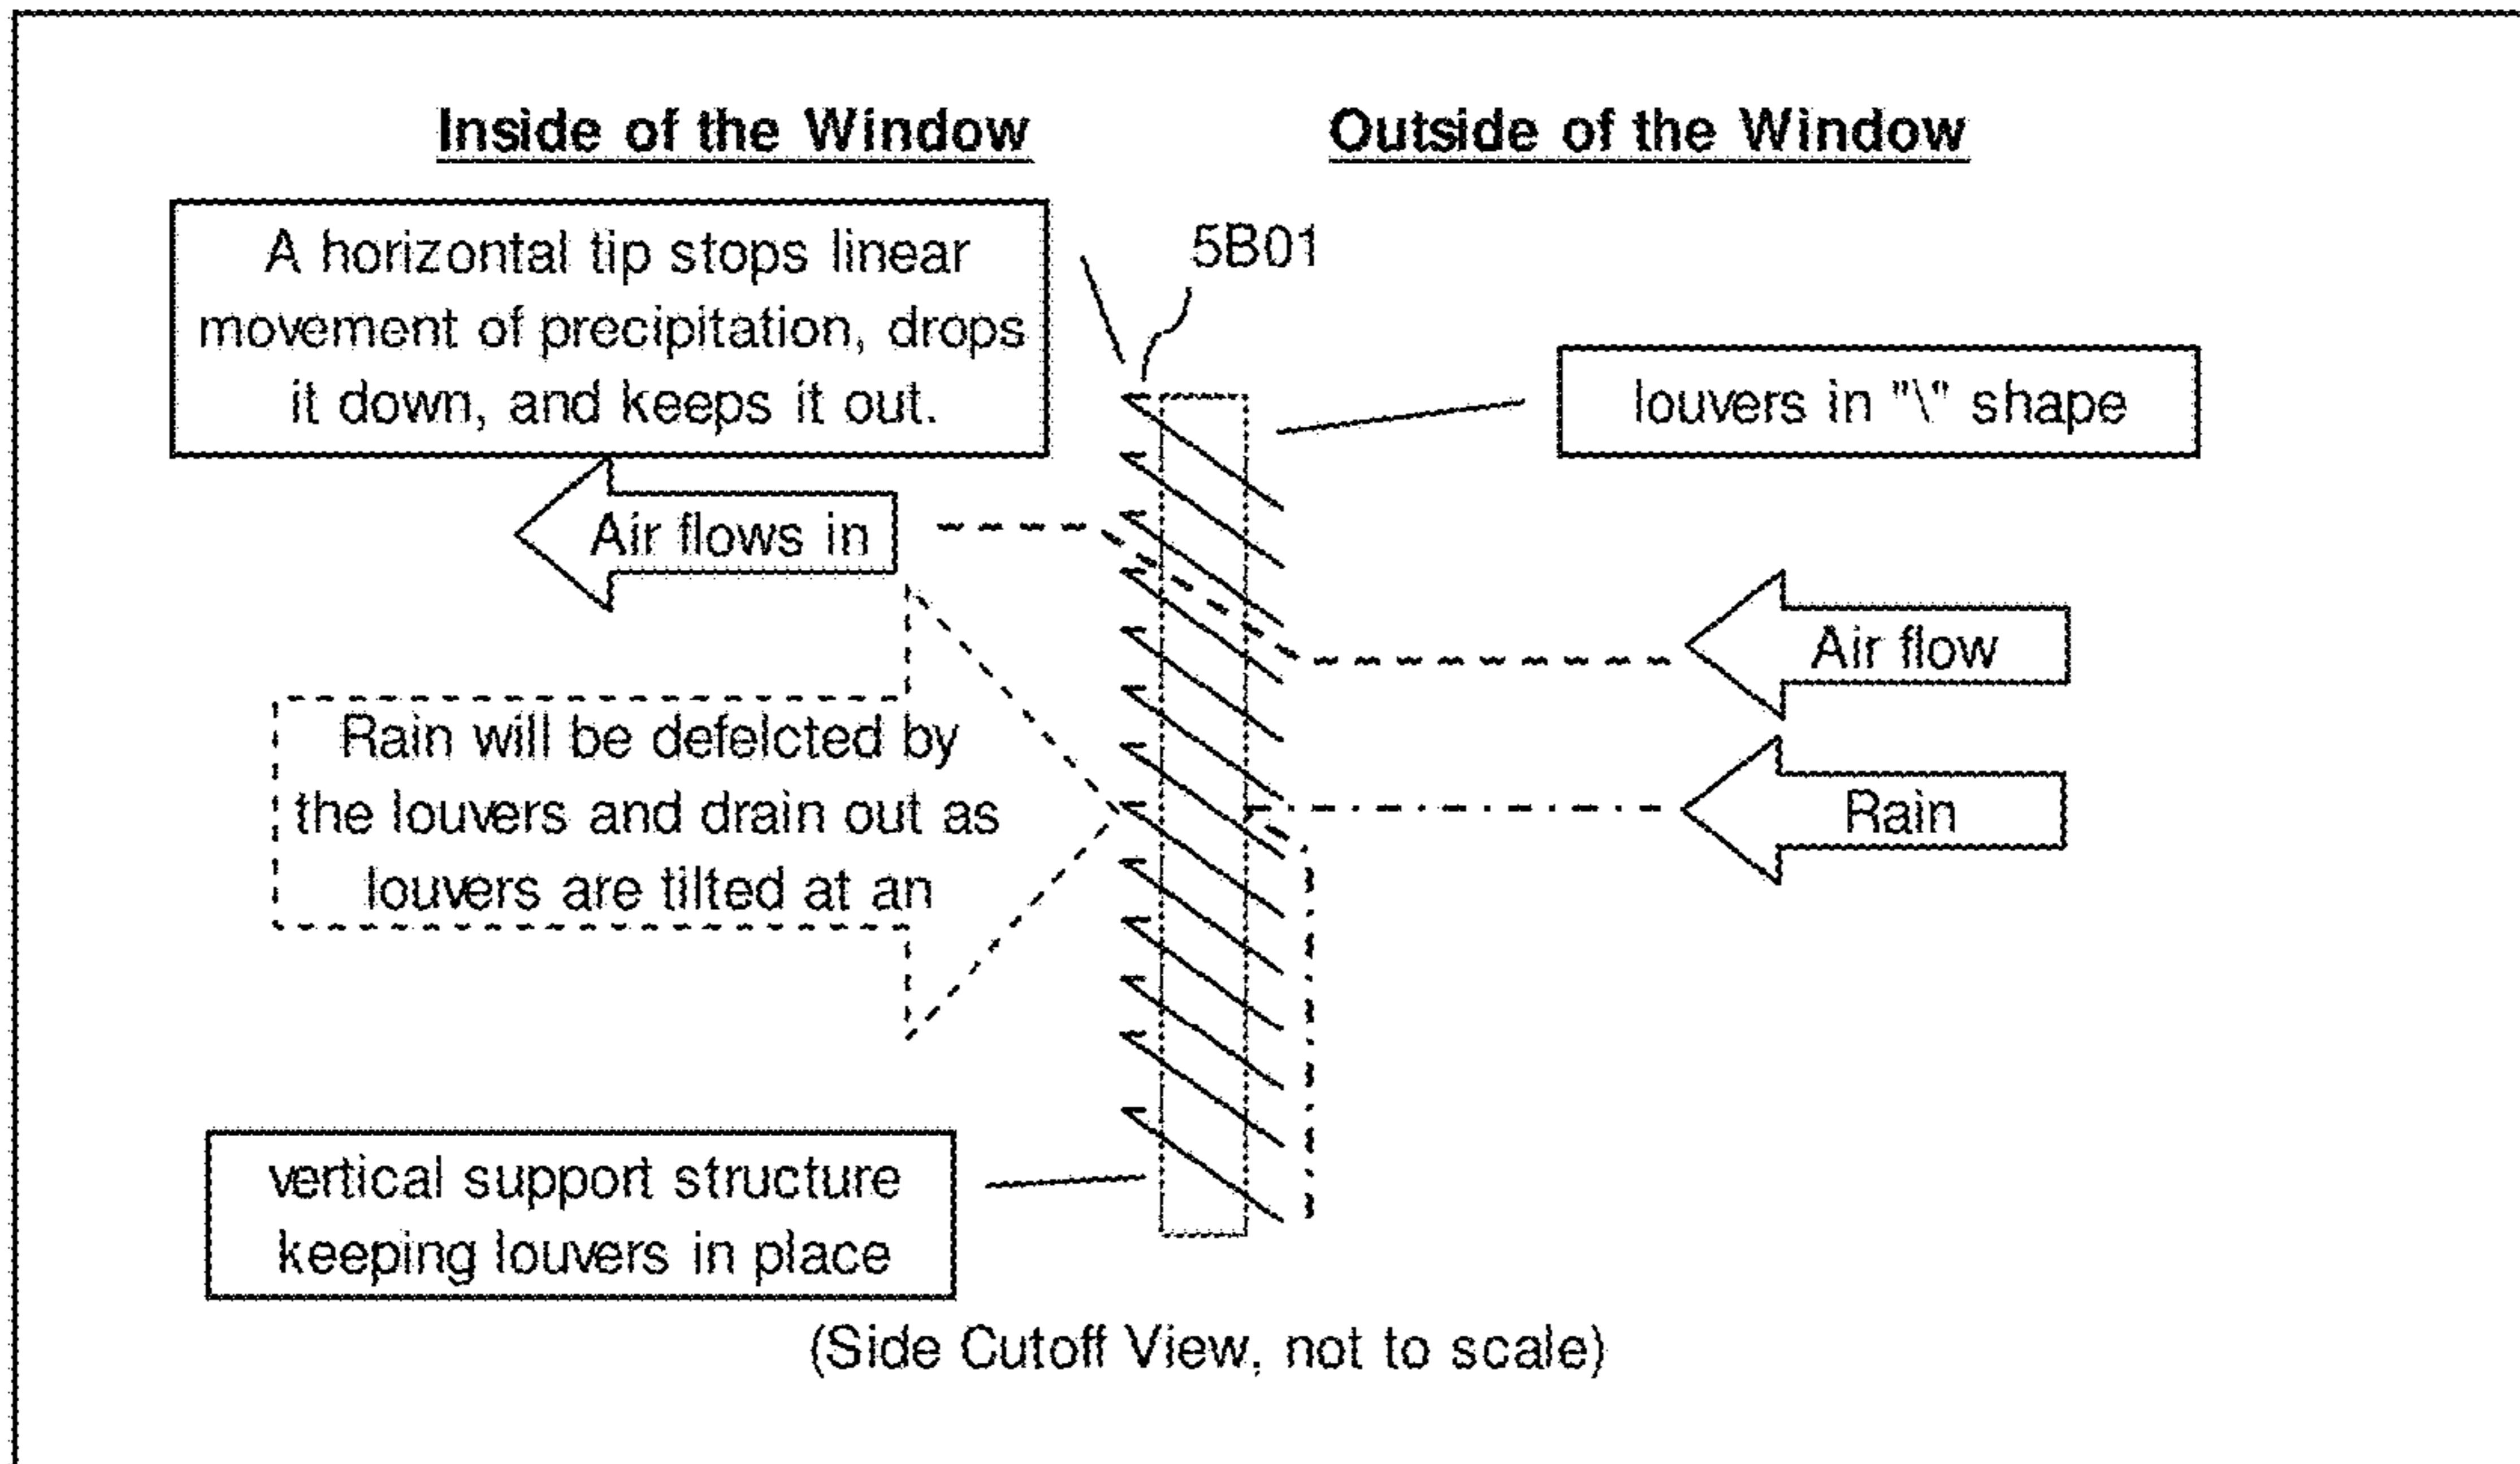 Inside of the Window
Outside of the Window
A horizontal tip stops linear
movement of precipitation, drops
it down, and keeps it out.
5B01
louvers in "\" shape
Air flows in
Air flow
Rain will be defelcted by
the louvers and drain out as
louvers are tilted at an
Rain
vertical support structure
keeping louvers in place
(Side Cutoff View, not to scale)